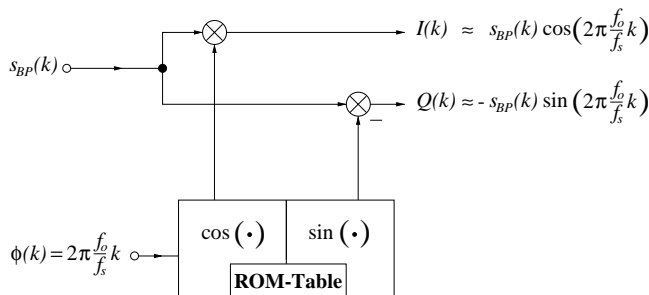 I(k) ≈ s_BP(k) cos(2π f_o/f_s k)
s_BP(k)
Q(k) ≈ - s_BP(k) sin(2π f_o/f_s k)
−
cos(·) sin(·)
ϕ(k) = 2π f_o/f_s k
ROM-Table